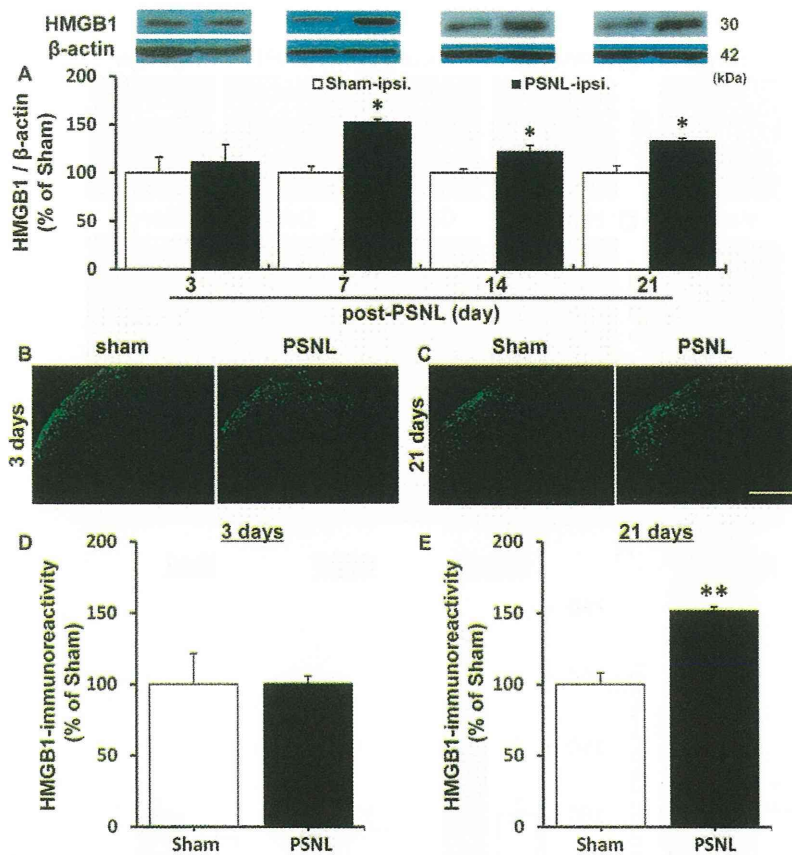 HMGB1 30
β-actin 42
(kDa)
A
200
150
100
50
0
HMGB1 / β-actin
(% of Sham)
Sham-ipsi. PSNL-ipsi.
* * *
3 7 14 21
post-PSNL (day)
B sham PSNL
3 days
C Sham PSNL
21 days
D 3 days
200
150
100
50
0
HMGB1-immunoreactivity
(% of Sham)
Sham PSNL
E 21 days
200
150
100
50
0
HMGB1-immunoreactivity
(% of Sham)
**
Sham PSNL